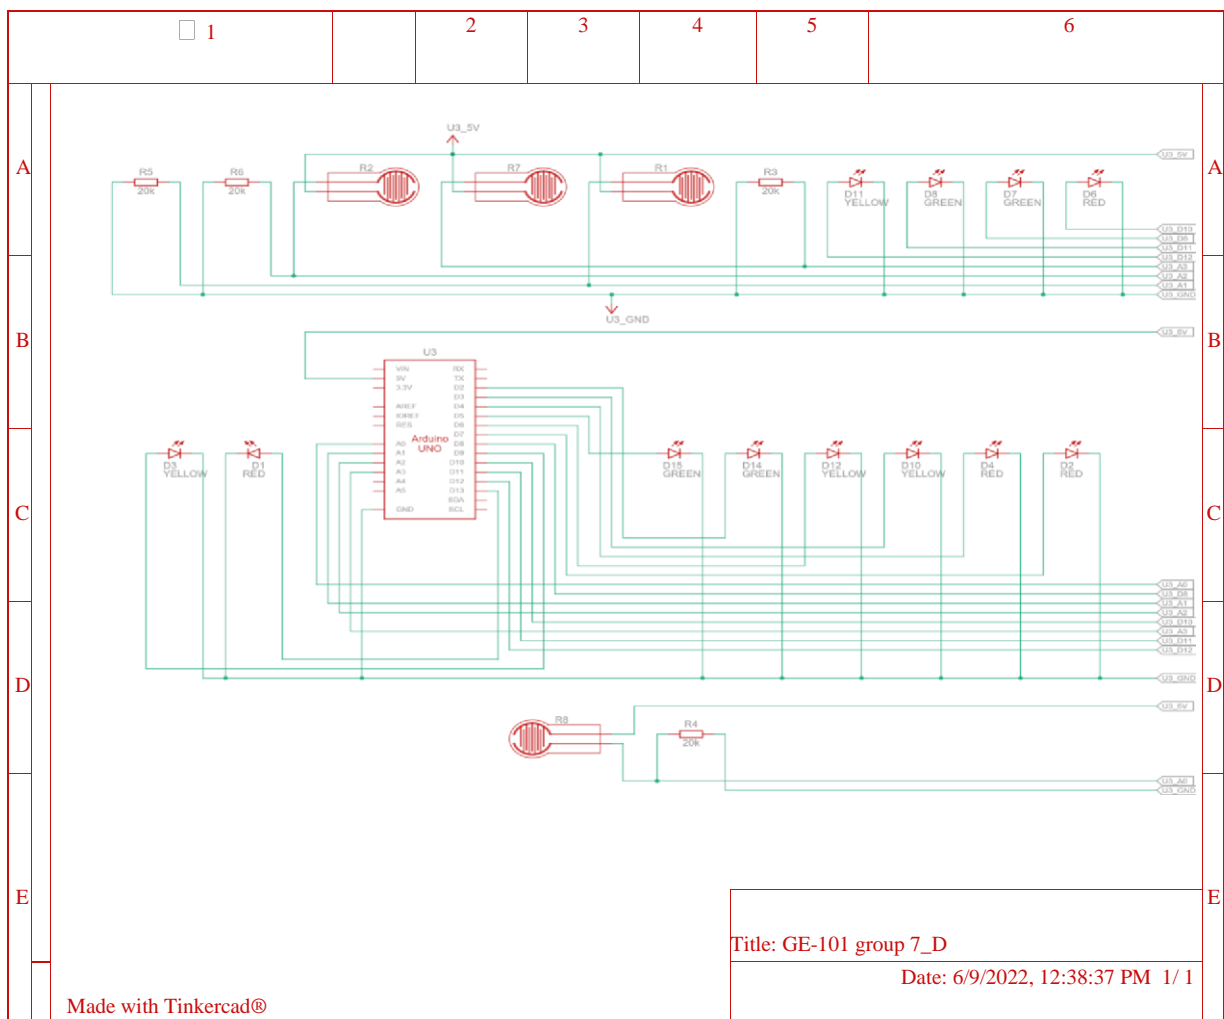 1 2 3 4 5 6
A A
U3_5V
U3_5V
R5 R6 R2 R7 R1 R3
20k 20k 20k
D11 D8 D7 D6
YELLOW GREEN GREEN RED
U3_D10
U3_D11
U3_D12
U3_A3
U3_A2
U3_A1
U3_GND
U3_GND
B B
U3_5V
U3
VIN RX
5V TX
3.3V D2
D3
AREF D4
IOREF D5
RES D6
D7
Arduino
UNO
A0 D8
A1 D9
A2 D10
A3 D11
A4 D12
A5 D13
SDA
GND SCL
D3 D1 D15 D14 D12 D10 D4 D2
YELLOW RED GREEN GREEN YELLOW YELLOW RED RED
C C
U3_A0
U3_D8
U3_A1
U3_A2
U3_D10
U3_A3
U3_D11
U3_D12
U3_GND
D D
U3_5V
R8 R4
20k
U3_A0
U3_GND
E E
Title: GE-101 group 7_D
Date: 6/9/2022, 12:38:37 PM 1/ 1
Made with Tinkercad®